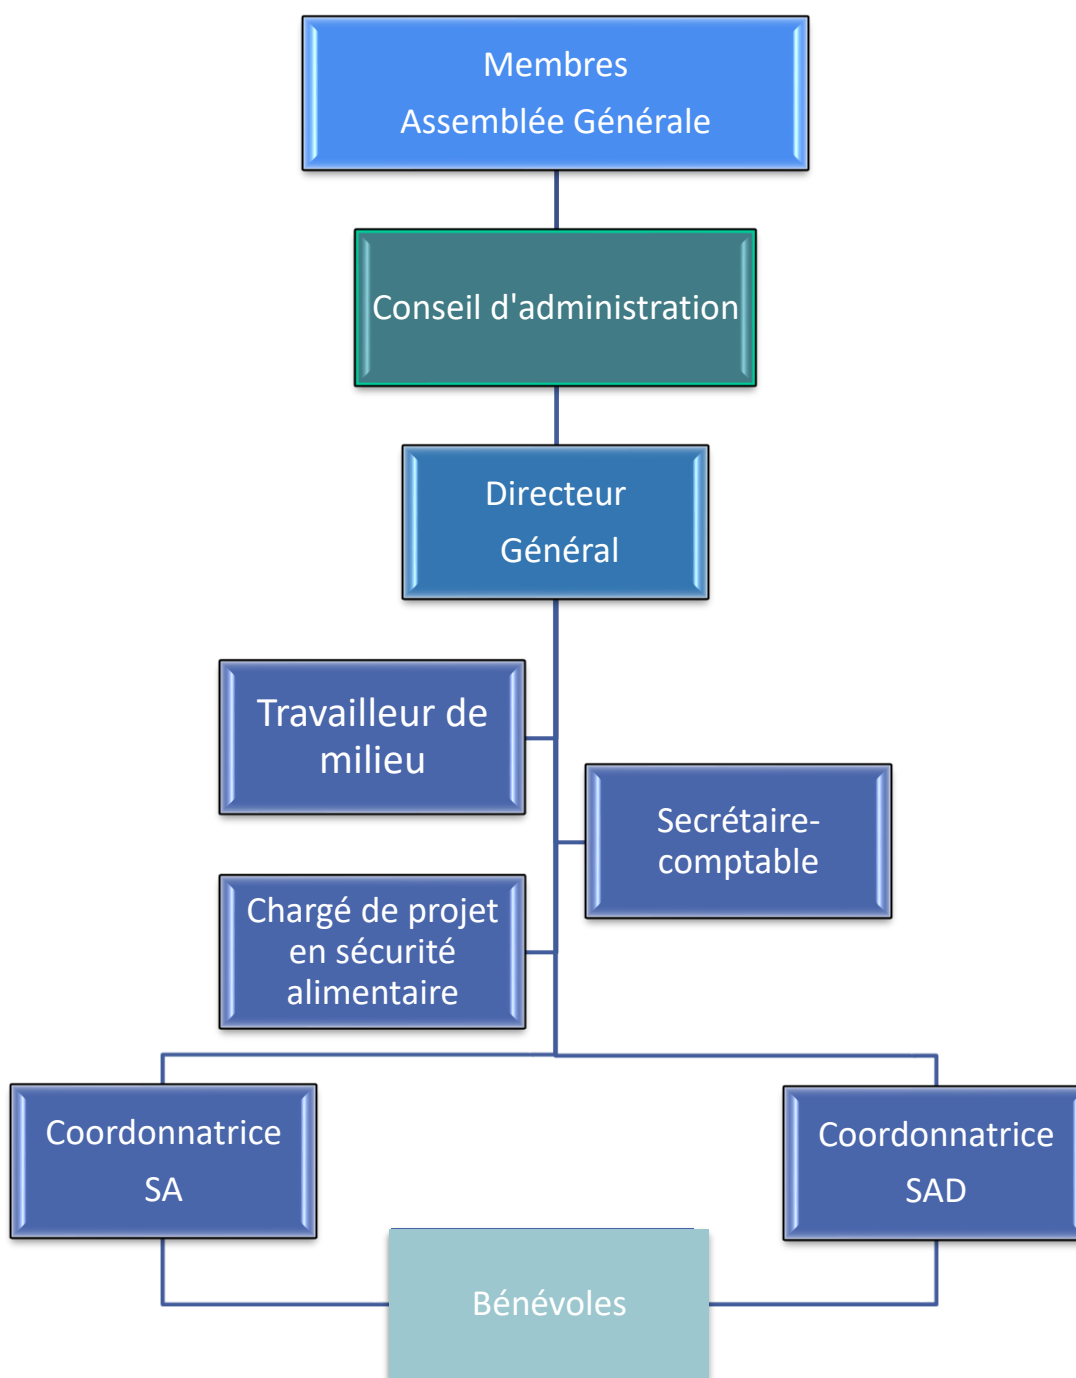 Membres
Assemblée Générale
Conseil d'administration
Directeur
Général
Travailleur de
milieu
Secrétaire-
comptable
Chargé de projet
en sécurité
alimentaire
Coordonnatrice
SA
Coordonnatrice
SAD
Bénévoles